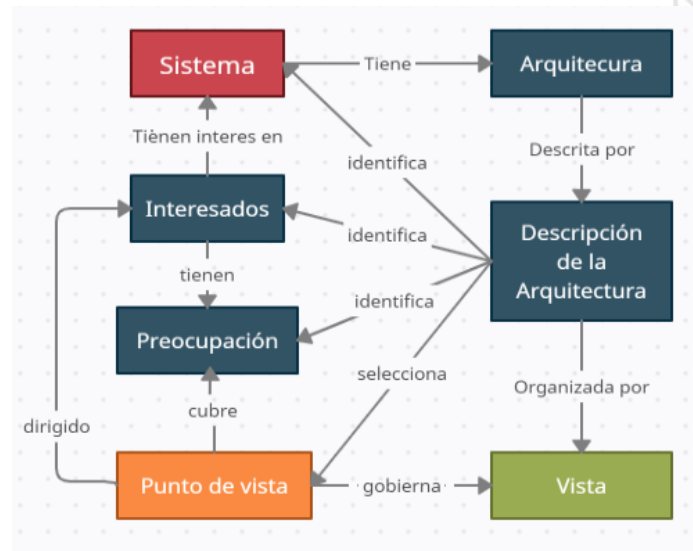 Sistema
Tiene
Arquitecura
Tienen interes en
identifica
Descrita por
Interesados
identifica
Descripción
de la
Arquitectura
tienen
identifica
Preocupación
selecciona
Organizada por
cubre
dirigido
Punto de vista
gobierna
Vista